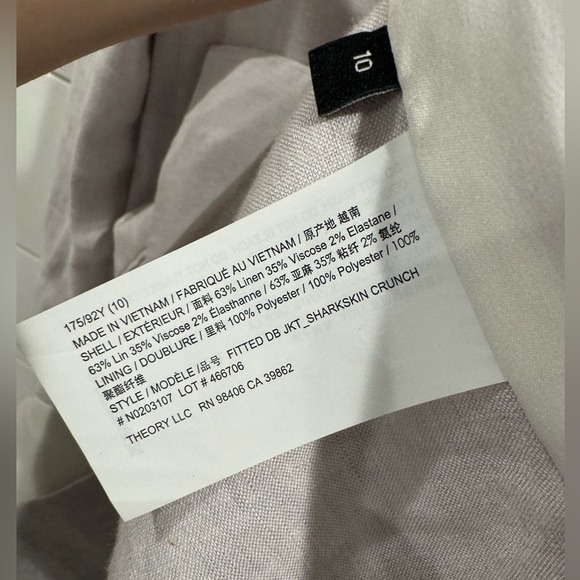 10
175/92Y (10)
MADE IN VIETNAM / FABRIQUÉ AU VIETNAM / 原产地 越南
SHELL / EXTÉRIEUR / 面料 63% Linen 35% Viscose 2% Elastane /
63% Lin 35% Viscose 2% Élasthanne / 63% 亚麻 35% 粘纤 2% 氨纶
LINING / DOUBLURE / 里料 100% Polyester / 100% Polyester / 100%
聚酯纤维
STYLE / MODÈLE / 品号 FITTED DB JKT_SHARKSKIN CRUNCH
# N0203107 LOT # 466706
THEORY LLC RN 98406 CA 39862